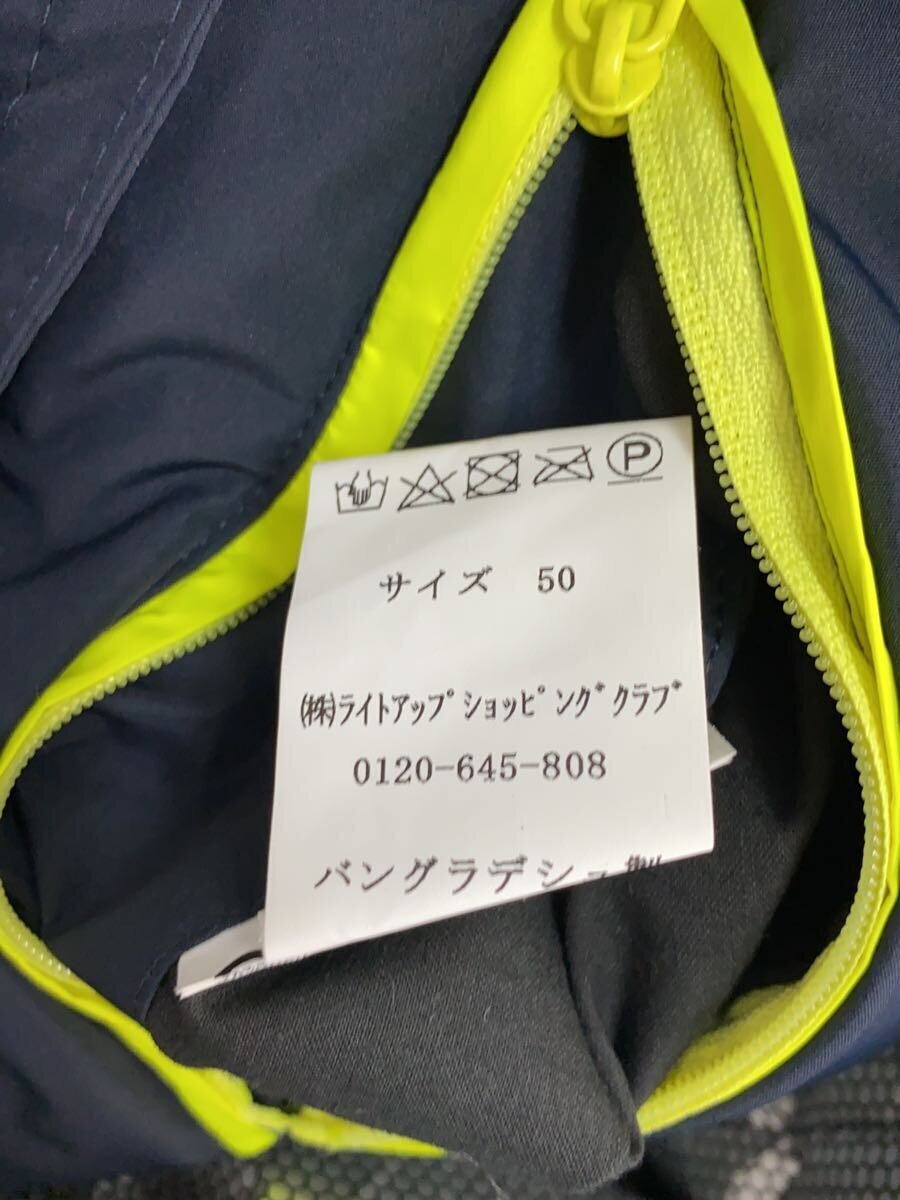 P
サイズ 50
㈱ライトアップショッピングクラブ
0120-645-808
バングラデシュ製